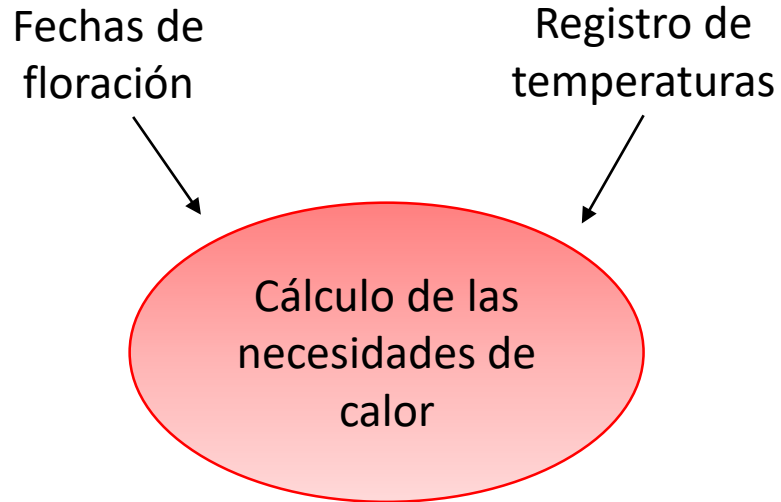 Fechas de
floración
Registro de
temperaturas
Cálculo de las
necesidades de
calor